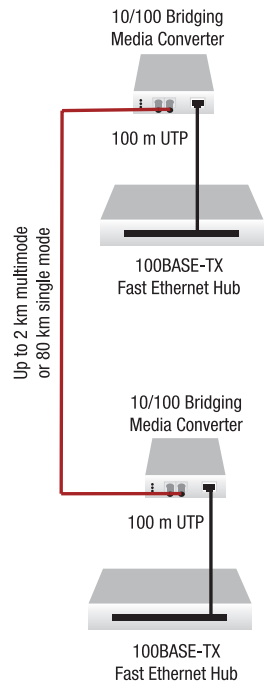 10/100 Bridging
Media Converter
100 m UTP
100BASE-TX
Fast Ethernet Hub
Up to 2 km multimode
or 80 km single mode
10/100 Bridging
Media Converter
100 m UTP
100BASE-TX
Fast Ethernet Hub